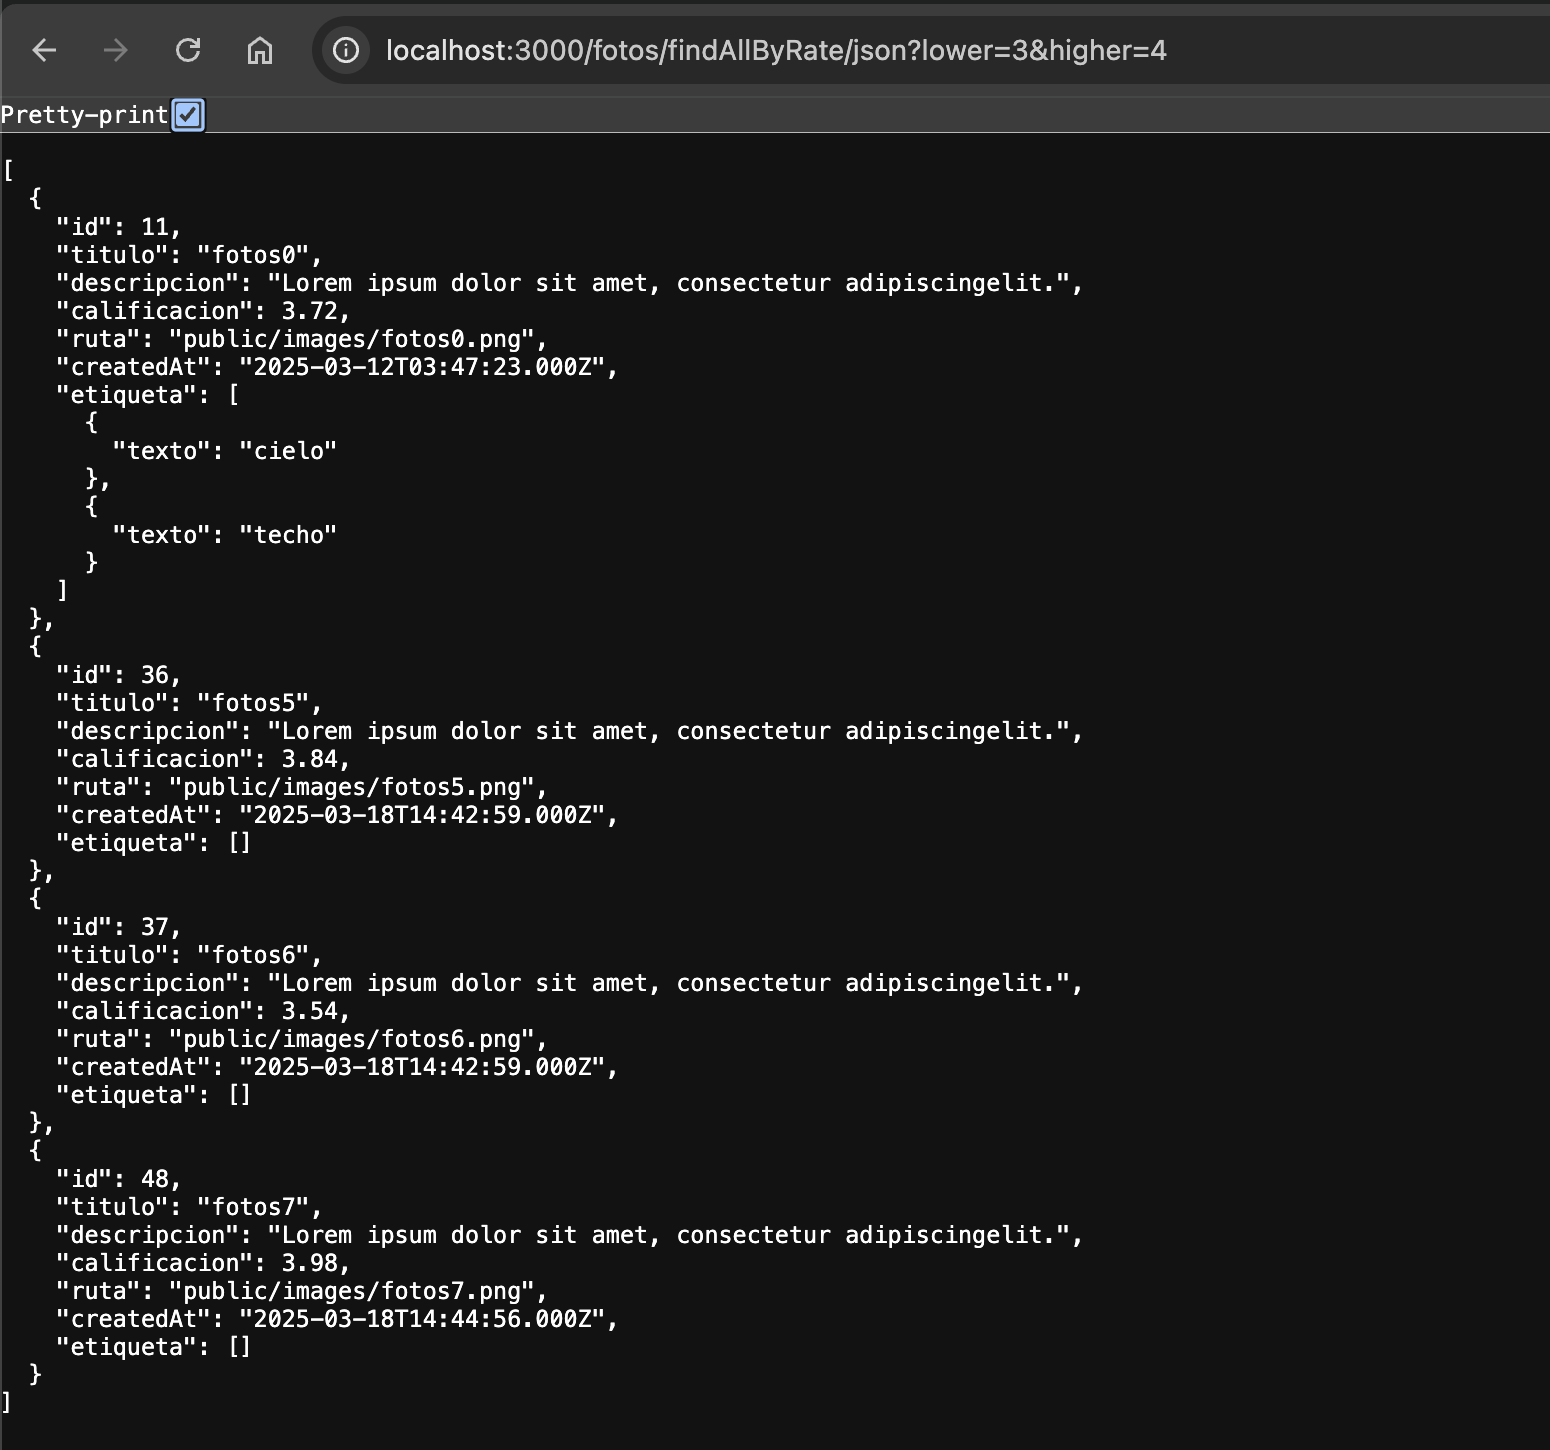 localhost:3000/fotos/findAllByRate/json?lower=3&higher=4
Pretty-print
[
  {
    "id": 11,
    "titulo": "fotos0",
    "descripcion": "Lorem ipsum dolor sit amet, consectetur adipiscingelit.",
    "calificacion": 3.72,
    "ruta": "public/images/fotos0.png",
    "createdAt": "2025-03-12T03:47:23.000Z",
    "etiqueta": [
      {
        "texto": "cielo"
      },
      {
        "texto": "techo"
      }
    ]
  },
  {
    "id": 36,
    "titulo": "fotos5",
    "descripcion": "Lorem ipsum dolor sit amet, consectetur adipiscingelit.",
    "calificacion": 3.84,
    "ruta": "public/images/fotos5.png",
    "createdAt": "2025-03-18T14:42:59.000Z",
    "etiqueta": []
  },
  {
    "id": 37,
    "titulo": "fotos6",
    "descripcion": "Lorem ipsum dolor sit amet, consectetur adipiscingelit.",
    "calificacion": 3.54,
    "ruta": "public/images/fotos6.png",
    "createdAt": "2025-03-18T14:42:59.000Z",
    "etiqueta": []
  },
  {
    "id": 48,
    "titulo": "fotos7",
    "descripcion": "Lorem ipsum dolor sit amet, consectetur adipiscingelit.",
    "calificacion": 3.98,
    "ruta": "public/images/fotos7.png",
    "createdAt": "2025-03-18T14:44:56.000Z",
    "etiqueta": []
  }
]